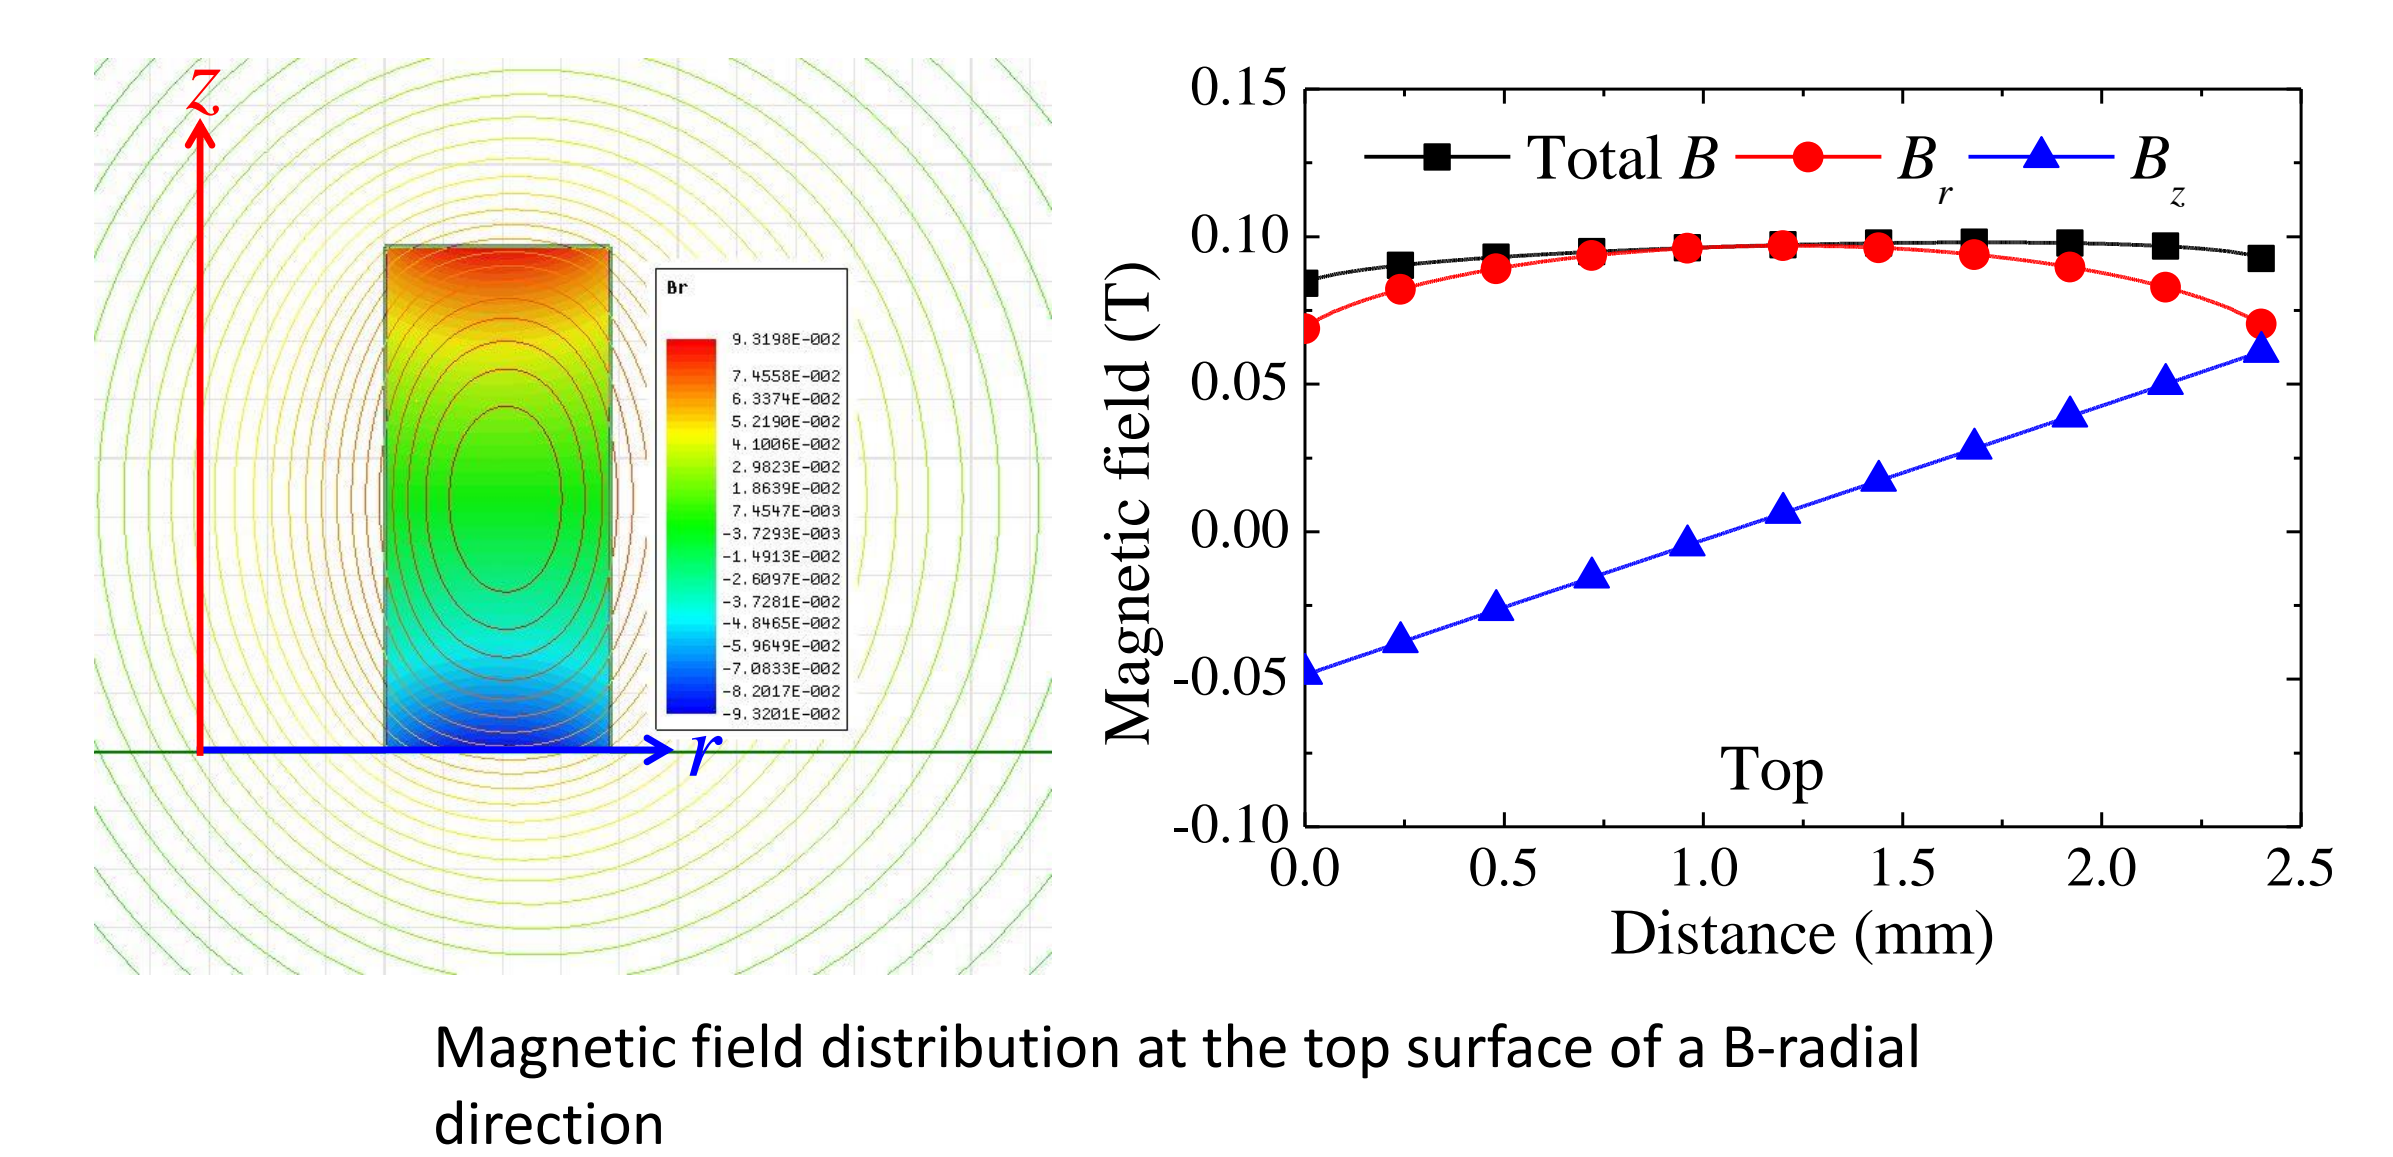 z
Br
9.3198E-002
7.4558E-002
6.3374E-002
5.2190E-002
4.1006E-002
2.9823E-002
1.8639E-002
7.4547E-003
-3.7293E-003
-1.4913E-002
-2.6097E-002
-3.7281E-002
-4.8465E-002
-5.9649E-002
-7.0833E-002
-8.2017E-002
-9.3201E-002
r
Magnetic field (T)
0.15
0.10
0.05
0.00
-0.05
-0.10
Total B
Br
Bz
Top
0.0 0.5 1.0 1.5 2.0 2.5
Distance (mm)
Magnetic field distribution at the top surface of a B-radial
direction